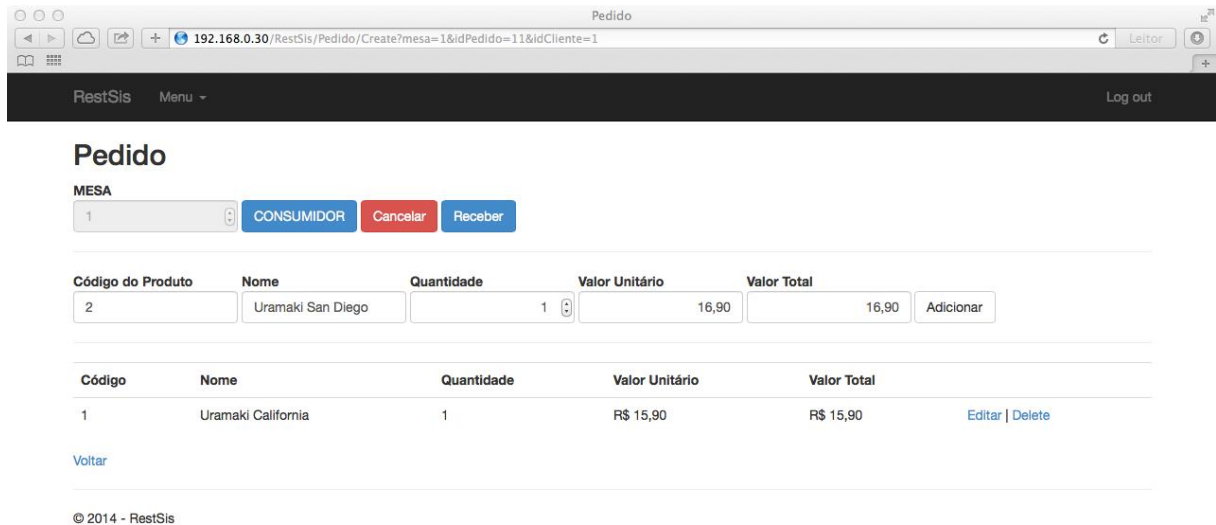 Pedido
192.168.0.30/RestSis/Pedido/Create?mesa=1&idPedido=11&idCliente=1 Leitor
RestSis Menu Log out
Pedido
MESA
1 CONSUMIDOR Cancelar Receber
Código do Produto Nome Quantidade Valor Unitário Valor Total
2 Uramaki San Diego 1 16,90 16,90 Adicionar
Código Nome Quantidade Valor Unitário Valor Total
1 Uramaki California 1 R$ 15,90 R$ 15,90 Editar | Delete
Voltar
© 2014 - RestSis